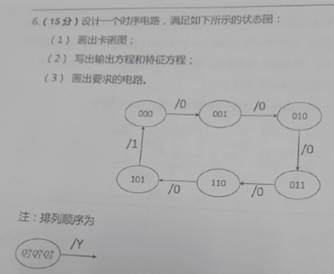 6.(15分)设计一个时序电路，满足如下所示的状态图：
（1）画出卡诺图；
（2）写出输出方程和特征方程；
（3）画出要求的电路。
000 /0 001 /0 010
/1 /0
101 /0 110 /0 011
注：排列顺序为
/Y